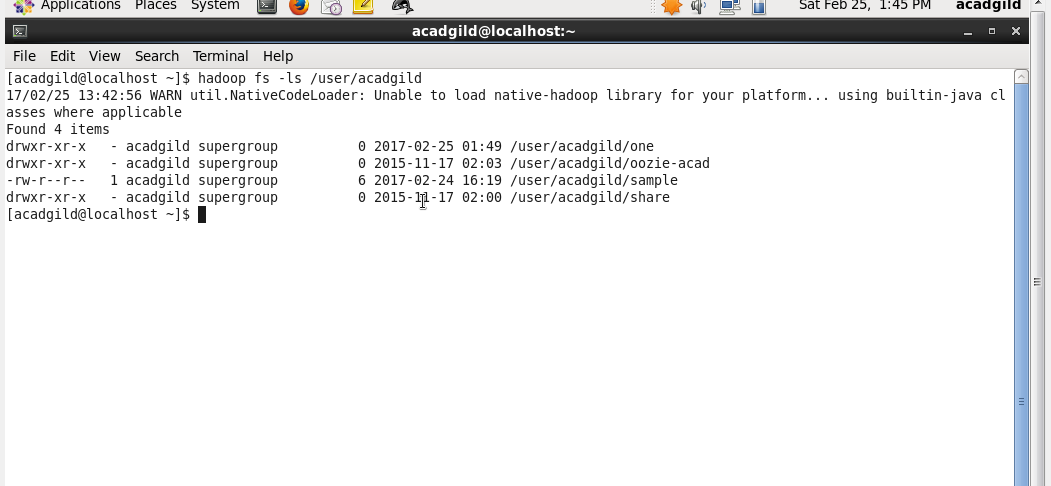 Applications Places System Sat Feb 25, 1:45 PM acadgild
acadgild@localhost:~
File Edit View Search Terminal Help
[acadgild@localhost ~]$ hadoop fs -ls /user/acadgild
17/02/25 13:42:56 WARN util.NativeCodeLoader: Unable to load native-hadoop library for your platform... using builtin-java cl
asses where applicable
Found 4 items
drwxr-xr-x   - acadgild supergroup          0 2017-02-25 01:49 /user/acadgild/one
drwxr-xr-x   - acadgild supergroup          0 2015-11-17 02:03 /user/acadgild/oozie-acad
-rw-r--r--   1 acadgild supergroup          6 2017-02-24 16:19 /user/acadgild/sample
drwxr-xr-x   - acadgild supergroup          0 2015-11-17 02:00 /user/acadgild/share
[acadgild@localhost ~]$